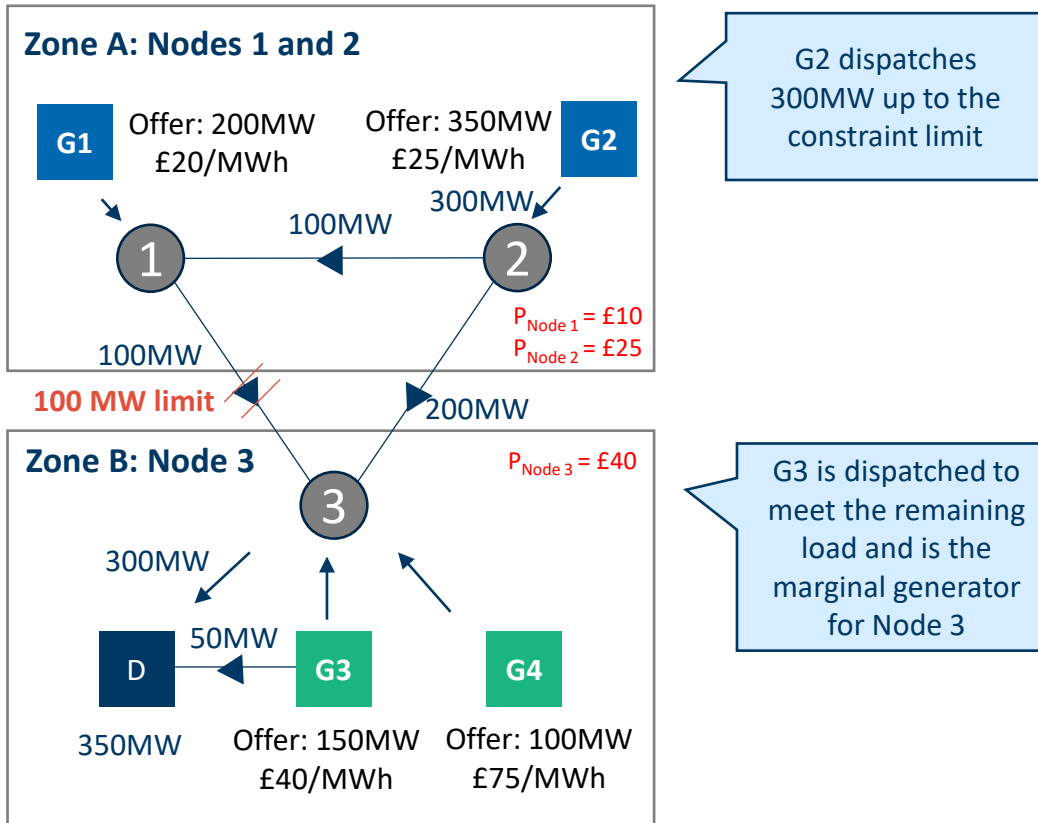 Zone A: Nodes 1 and 2
G1
Offer: 200MW
£20/MWh
Offer: 350MW
£25/MWh
G2
300MW
100MW
1
2
P Node 1 = £10
P Node 2 = £25
100MW
100 MW limit
200MW
Zone B: Node 3
P Node 3 = £40
3
300MW
50MW
D
G3
G4
350MW
Offer: 150MW
£40/MWh
Offer: 100MW
£75/MWh
G2 dispatches
300MW up to the
constraint limit
G3 is dispatched to
meet the remaining
load and is the
marginal generator
for Node 3